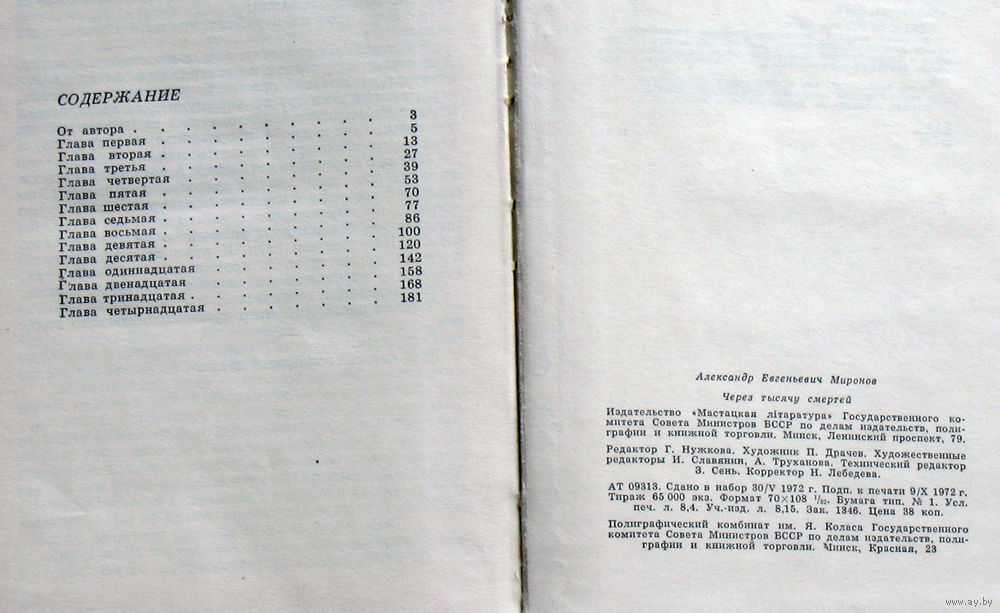 СОДЕРЖАНИЕ
От автора . . . . . . . . . . 3
Глава первая . . . . . . . . . 5
Глава вторая . . . . . . . . . 13
Глава третья . . . . . . . . . 27
Глава четвертая . . . . . . . . 39
Глава пятая . . . . . . . . . 53
Глава шестая . . . . . . . . . 70
Глава седьмая . . . . . . . . . 77
Глава восьмая . . . . . . . . . 86
Глава девятая . . . . . . . . . 100
Глава десятая . . . . . . . . . 120
Глава одиннадцатая . . . . . . . 142
Глава двенадцатая . . . . . . . 158
Глава тринадцатая . . . . . . . . 168
Глава четырнадцатая . . . . . . . 181
Александр Евгеньевич Миронов
Через тысячу смертей
Издательство «Мастацкая літаратура» Государственного ко-
митета Совета Министров БССР по делам издательств, поли-
графии и книжной торговли. Минск, Ленинский проспект, 79.
Редактор Г. Нужкова. Художник П. Драчев. Художественные
редакторы И. Славянин, А. Труханова. Технический редактор
З. Сень. Корректор Н. Лебедева.
АТ 09313. Сдано в набор 30/V 1972 г. Подп. к печати 9/X 1972 г.
Тираж 65 000 экз. Формат 70×108 1/32. Бумага тип. № 1. Усл.
печ. л. 8,4. Уч.-изд. л. 8,15. Зак. 1346. Цена 38 коп.
Полиграфический комбинат им. Я. Коласа Государственного
комитета Совета Министров БССР по делам издательств, поли-
графии и книжной торговли. Минск, Красная, 23
www.ay.by